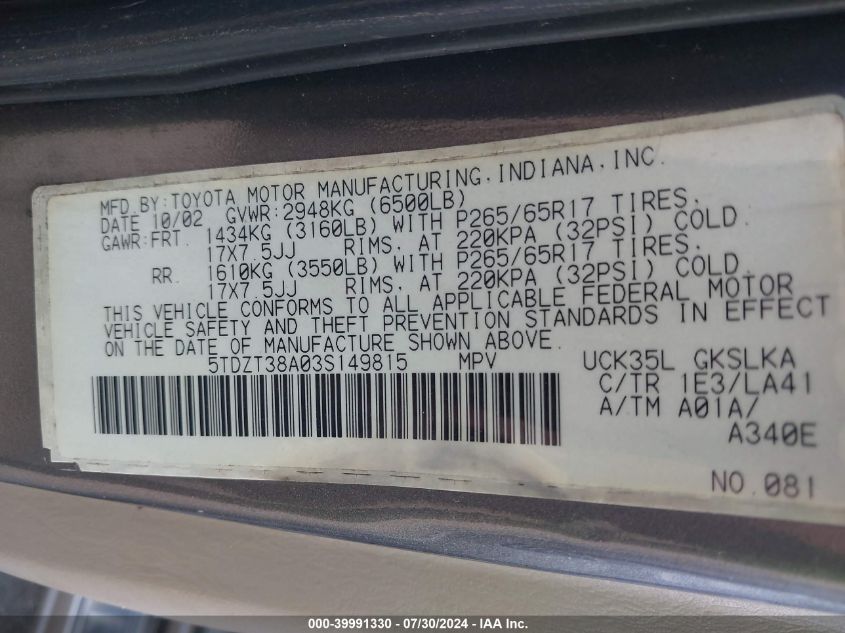 MFD.BY:TOYOTA MOTOR MANUFACTURING.INDIANA.INC.
DATE 10/02 GVWR:2948KG (6500LB)
GAWR:FRT. 1434KG (3160LB) WITH P265/65R17 TIRES.
17X7.5JJ RIMS. AT 220KPA (32PSI) COLD.
RR. 1610KG (3550LB) WITH P265/65R17 TIRES.
17X7.5JJ RIMS. AT 220KPA (32PSI) COLD.
THIS VEHICLE CONFORMS TO ALL APPLICABLE FEDERAL MOTOR
VEHICLE SAFETY AND THEFT PREVENTION STANDARDS IN EFFECT
ON THE DATE OF MANUFACTURE SHOWN ABOVE.
5TDZT38A03S149815 MPV UCK35L GKSLKA
C/TR 1E3/LA41
A/TM A01A/
A340E
NO.081
000-39991330 - 07/30/2024 - IAA Inc.